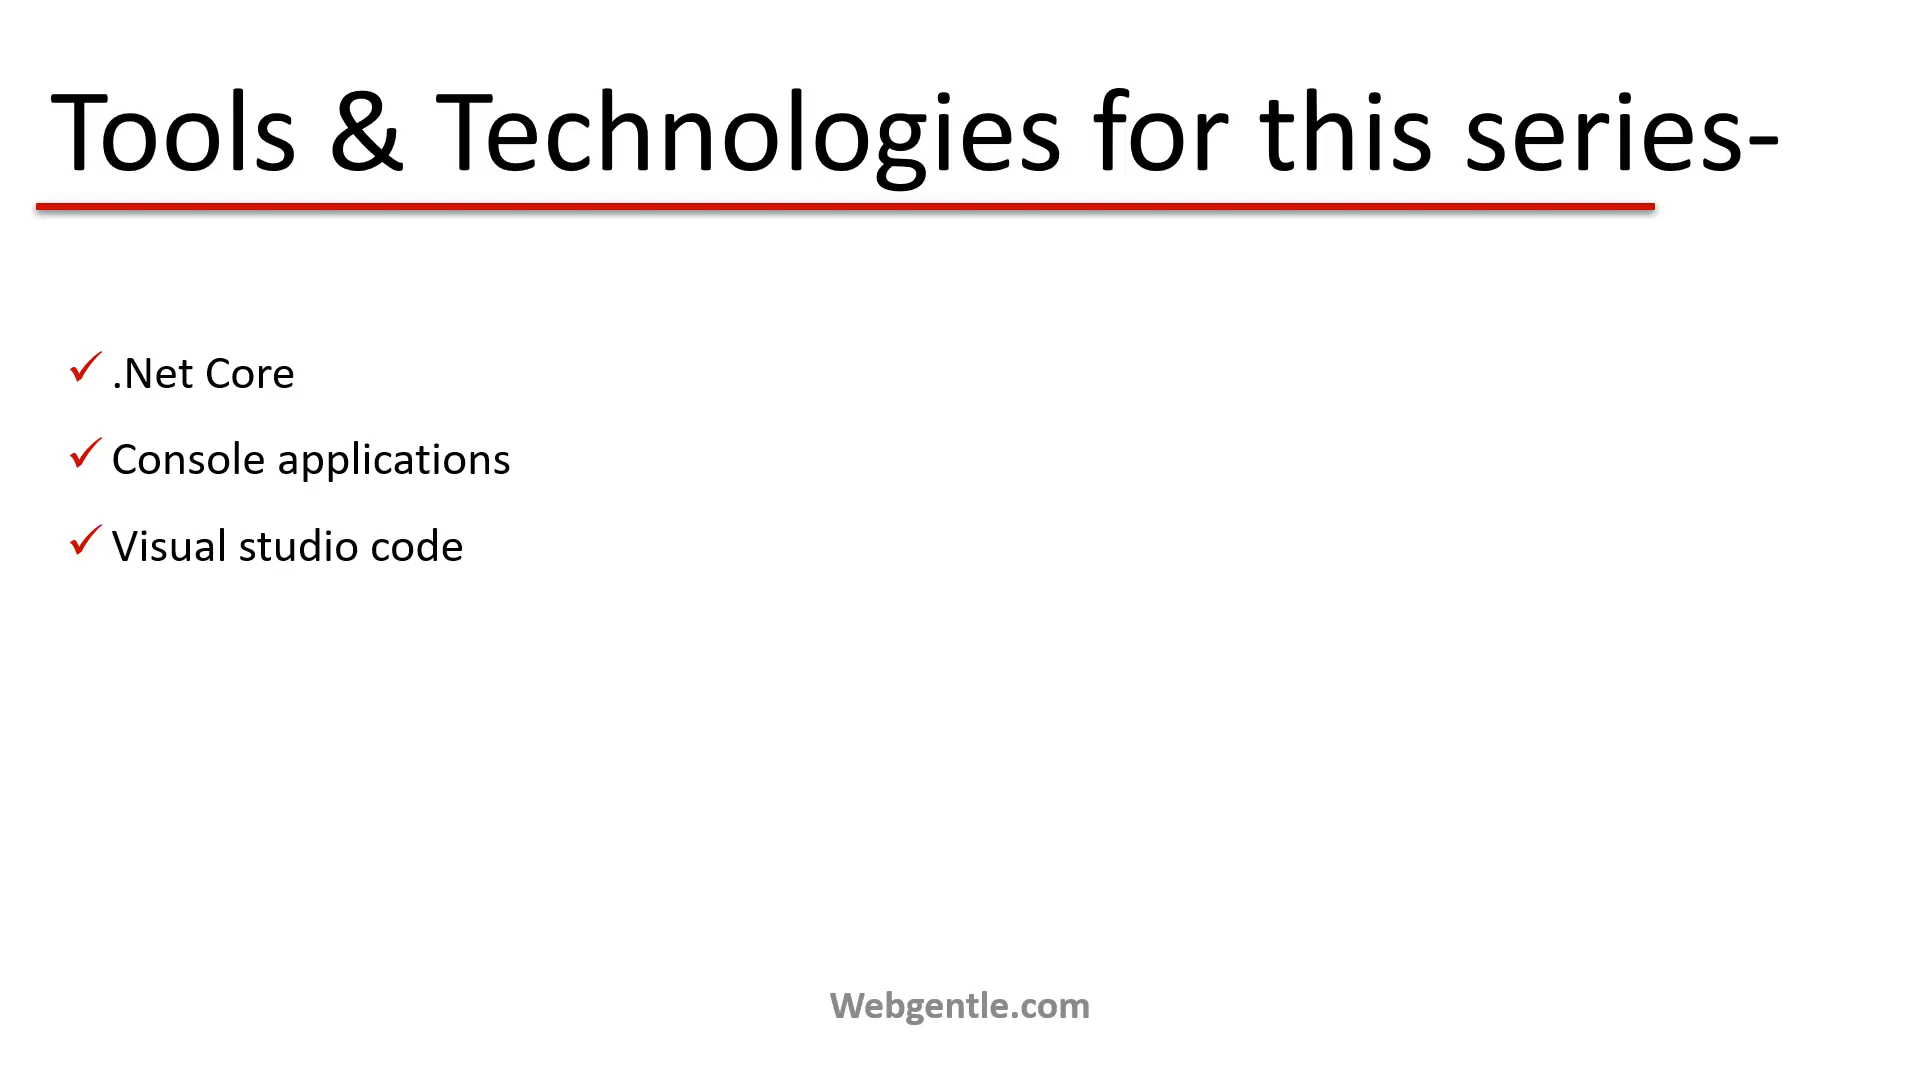 Tools & Technologies for this series-
.Net Core
Console applications
Visual studio code
Webgentle.com